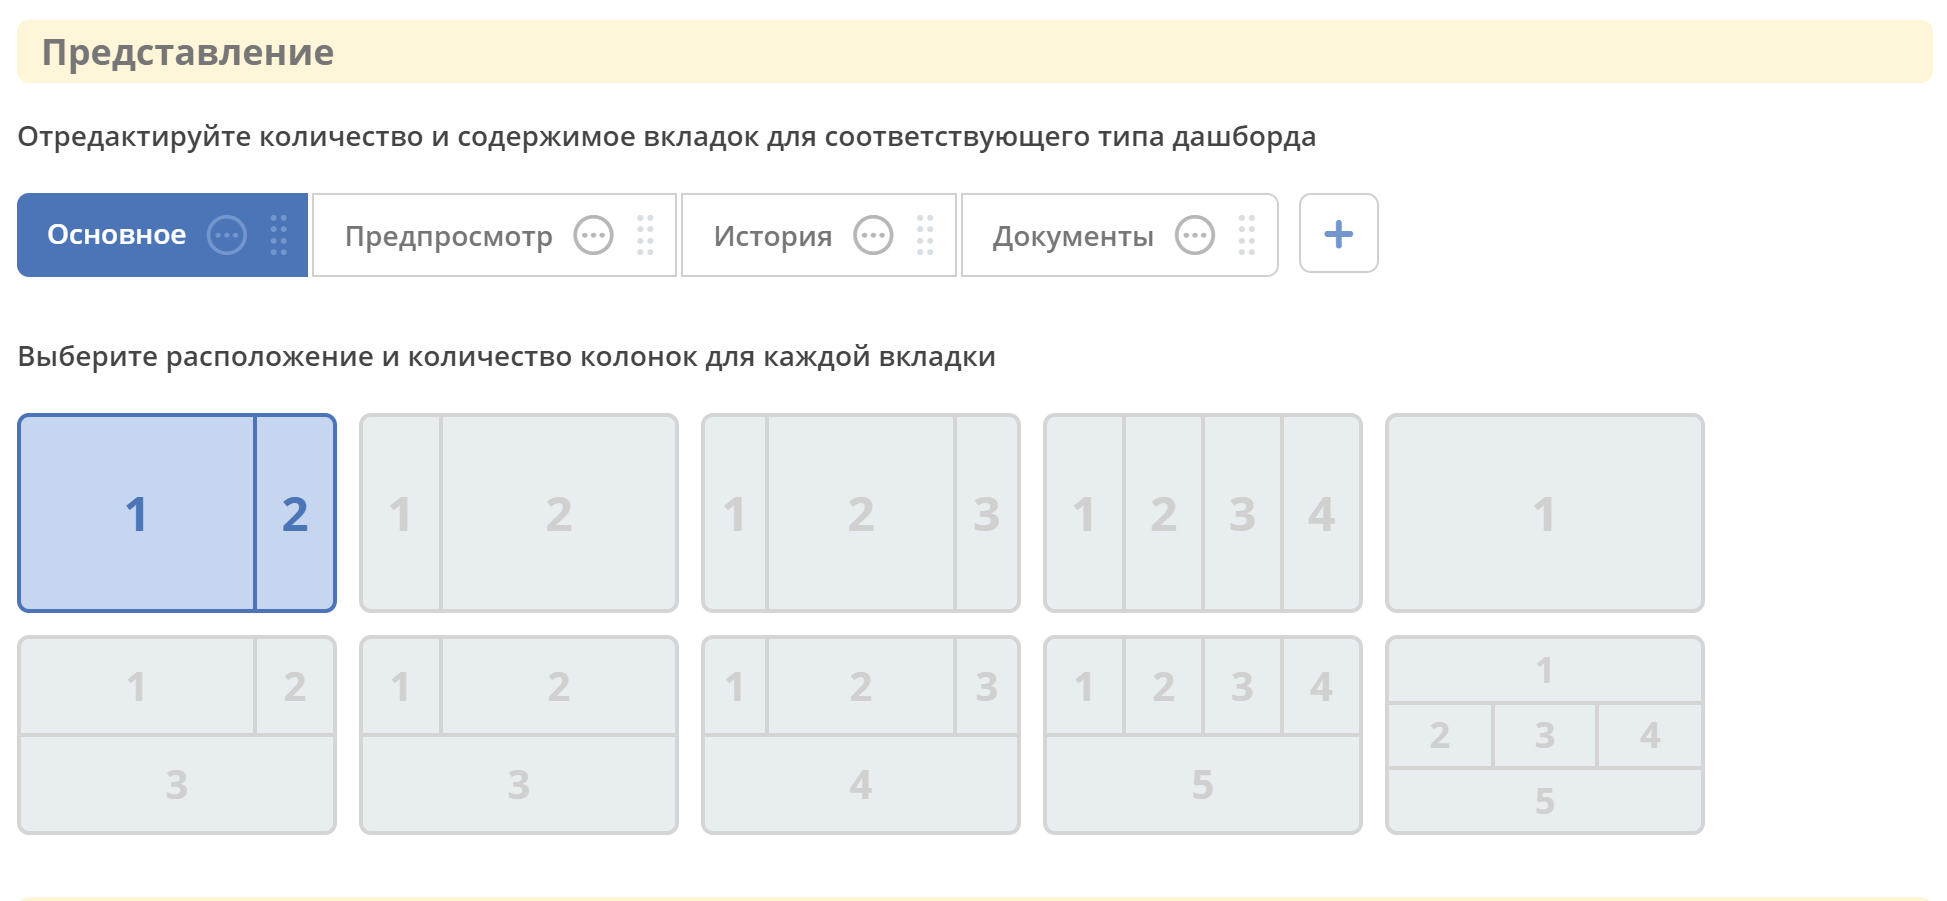 Представление
Отредактируйте количество и содержимое вкладок для соответствующего типа дашборда
Основное Предпросмотр История Документы +
Выберите расположение и количество колонок для каждой вкладки
1 2 1 2 1 2 3 1 2 3 4 1
1 2 1 2 1 2 3 1 2 3 4 1
2 3 4
3 3 4 5 5